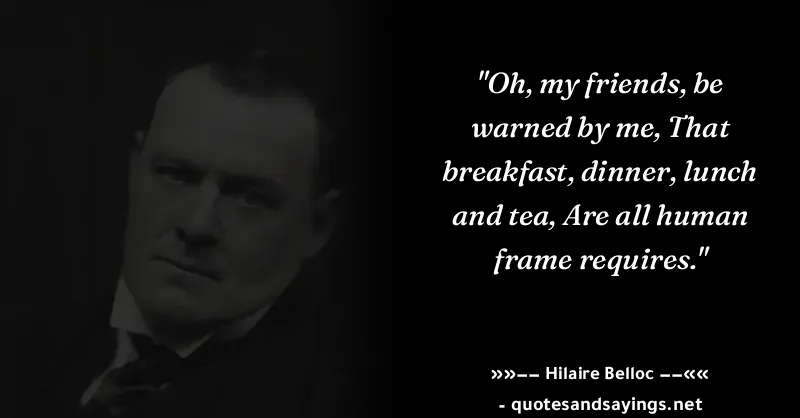 "Oh, my friends, be
warned by me, That
breakfast, dinner, lunch
and tea, Are all human
frame requires."
»»−− Hilaire Belloc −−««
- quotesandsayings.net